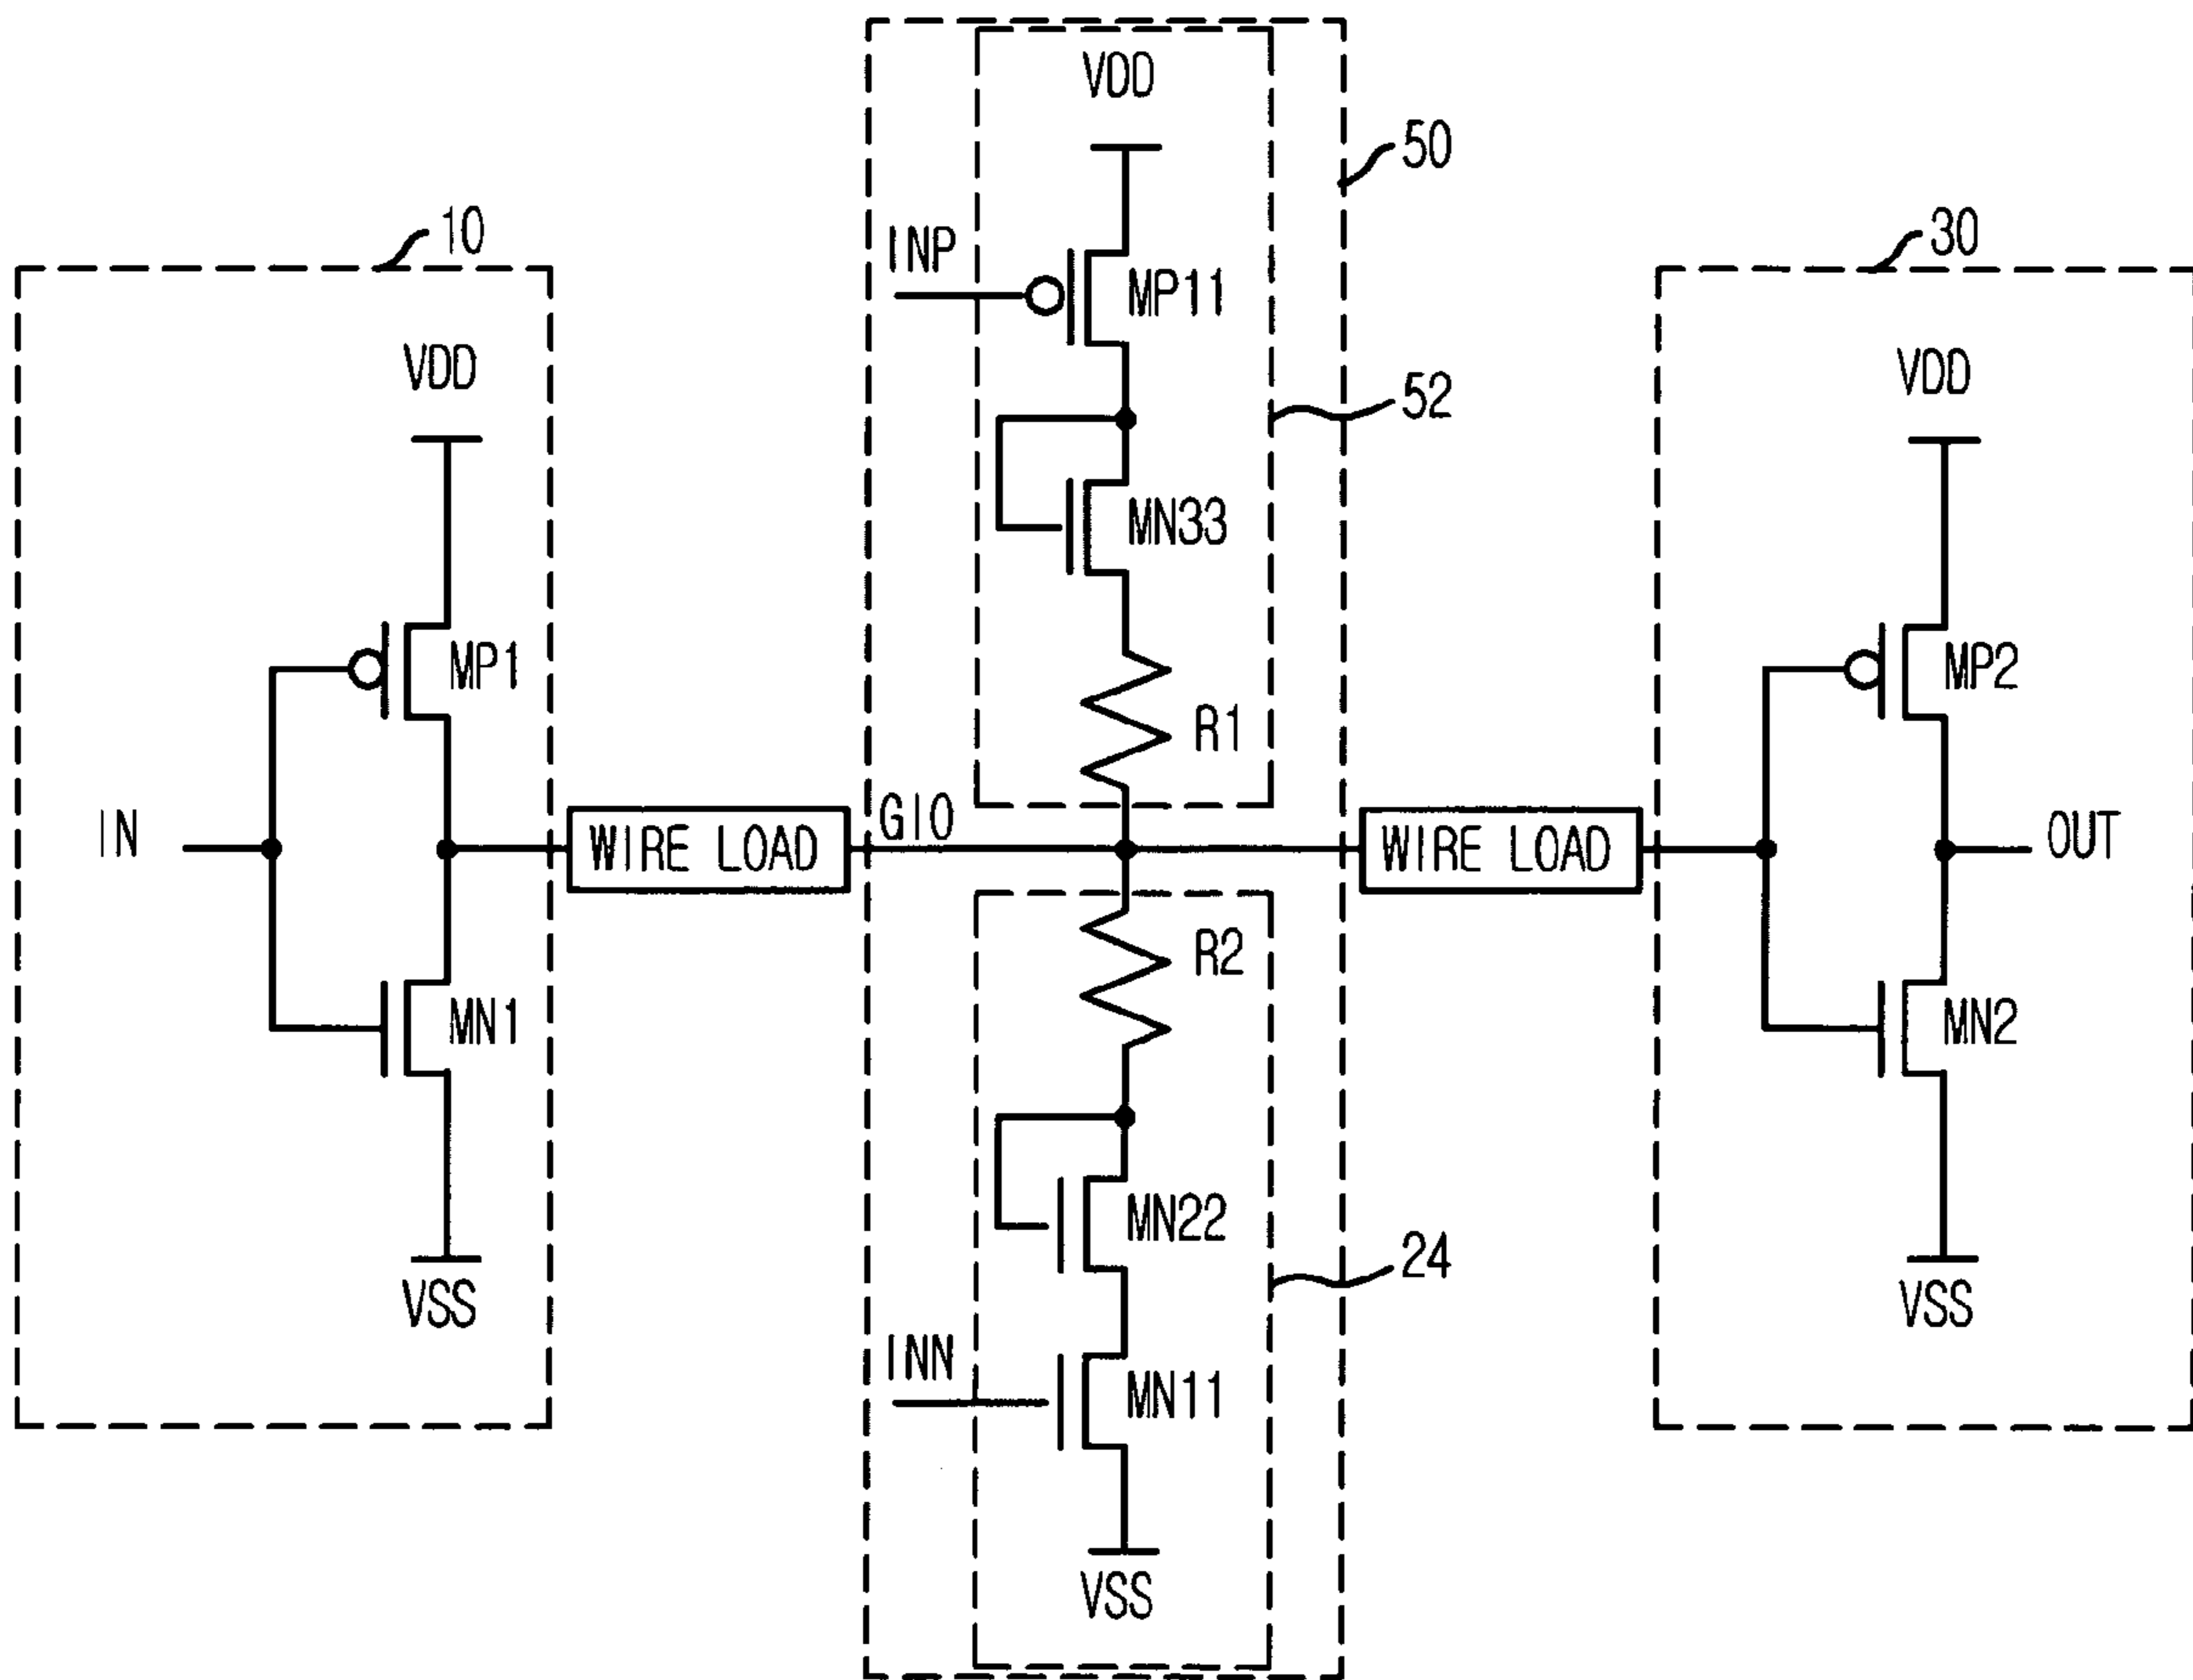 10
VDD
MP1
IN
MN1
VSS
WIRE LOAD
50
52
VDD
INP
MP11
MN33
R1
GIO
R2
MN22
24
INN
MN11
VSS
WIRE LOAD
30
VDD
MP2
OUT
MN2
VSS